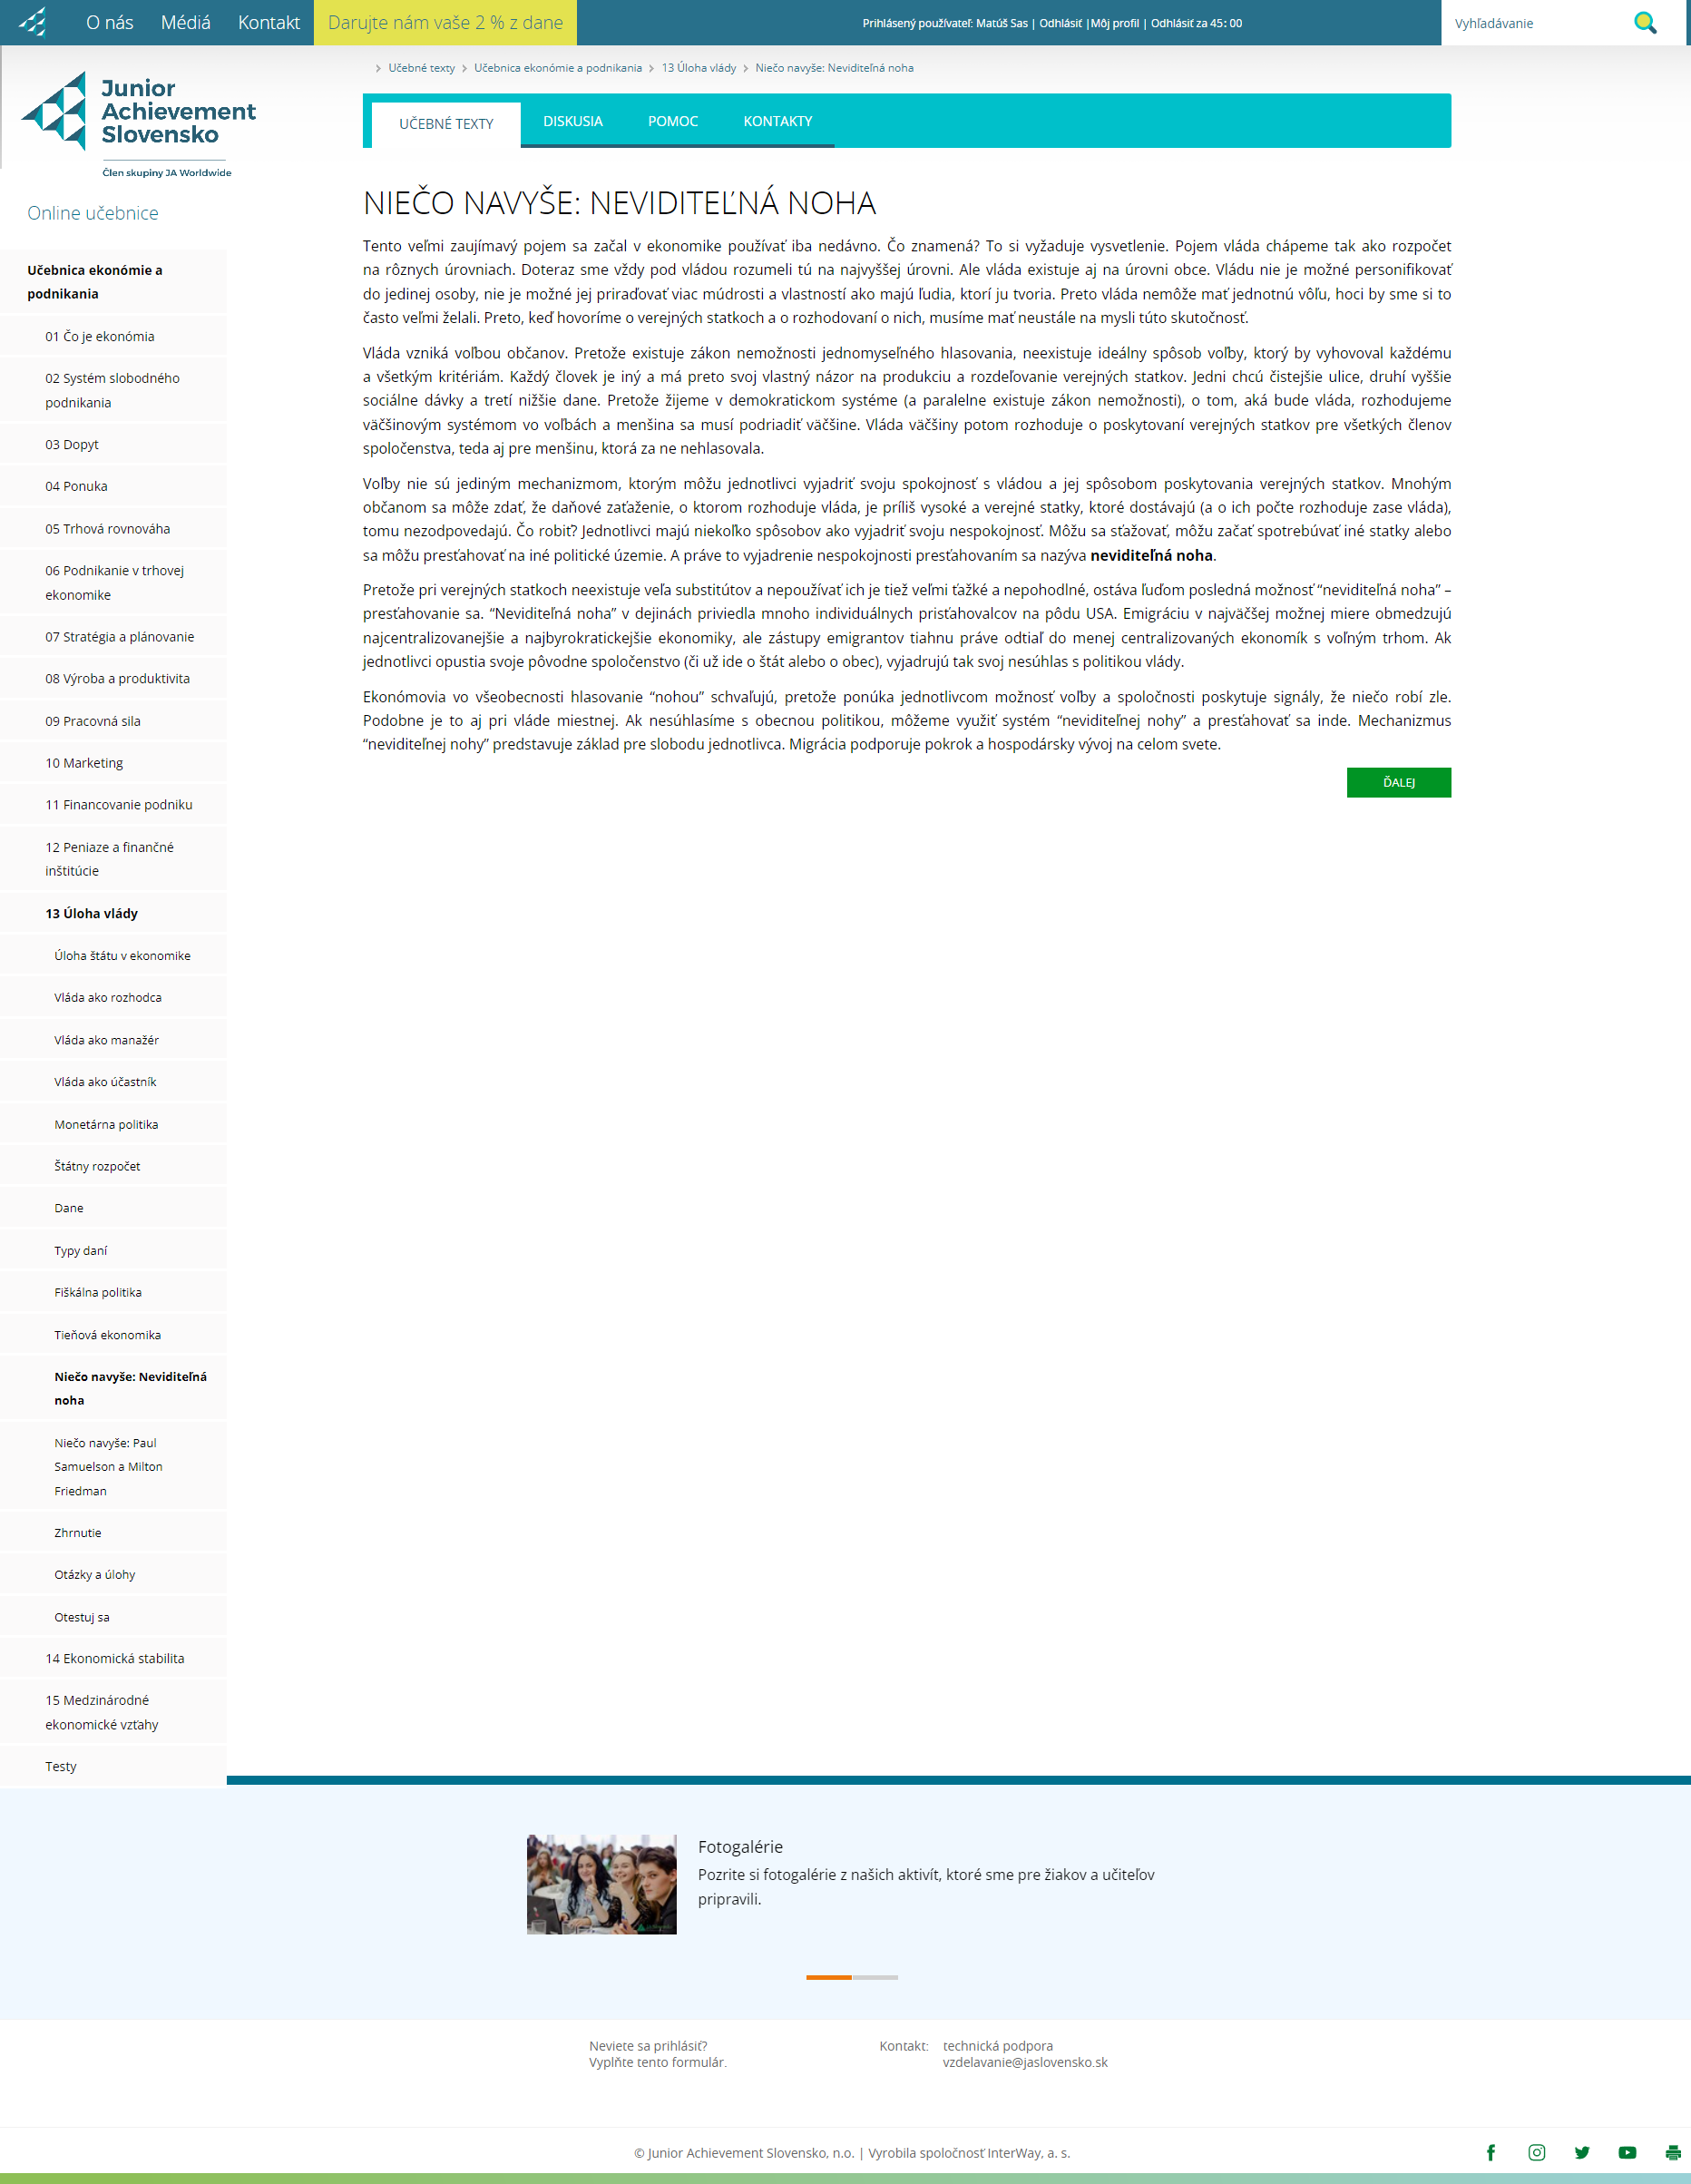 O nás Médiá Kontakt Darujte nám vaše 2 % z dane Prihlásený používateľ: Matúš Sas | Odhlásiť |Môj profil | Odhlásiť za 45: 00 Vyhľadávanie
Junior
Achievement
Slovensko
Člen skupiny JA Worldwide
Online učebnice
Učebnica ekonómie a
podnikania
01 Čo je ekonómia
02 Systém slobodného
podnikania
03 Dopyt
04 Ponuka
05 Trhová rovnováha
06 Podnikanie v trhovej
ekonomike
07 Stratégia a plánovanie
08 Výroba a produktivita
09 Pracovná sila
10 Marketing
11 Financovanie podniku
12 Peniaze a finančné
inštitúcie
13 Úloha vlády
Úloha štátu v ekonomike
Vláda ako rozhodca
Vláda ako manažér
Vláda ako účastník
Monetárna politika
Štátny rozpočet
Dane
Typy daní
Fiškálna politika
Tieňová ekonomika
Niečo navyše: Neviditeľná
noha
Niečo navyše: Paul
Samuelson a Milton
Friedman
Zhrnutie
Otázky a úlohy
Otestuj sa
14 Ekonomická stabilita
15 Medzinárodné
ekonomické vzťahy
Testy
Učebné texty Učebnica ekonómie a podnikania 13 Úloha vlády Niečo navyše: Neviditeľná noha
UČEBNÉ TEXTY DISKUSIA POMOC KONTAKTY
NIEČO NAVYŠE: NEVIDITEĽNÁ NOHA
Tento veľmi zaujímavý pojem sa začal v ekonomike používať iba nedávno. Čo znamená? To si vyžaduje vysvetlenie. Pojem vláda chápeme tak ako rozpočet
na rôznych úrovniach. Doteraz sme vždy pod vládou rozumeli tú na najvyššej úrovni. Ale vláda existuje aj na úrovni obce. Vládu nie je možné personifikovať
do jedinej osoby, nie je možné jej priraďovať viac múdrosti a vlastností ako majú ľudia, ktorí ju tvoria. Preto vláda nemôže mať jednotnú vôľu, hoci by sme si to
často veľmi želali. Preto, keď hovoríme o verejných statkoch a o rozhodovaní o nich, musíme mať neustále na mysli túto skutočnosť.
Vláda vzniká voľbou občanov. Pretože existuje zákon nemožnosti jednomyseľného hlasovania, neexistuje ideálny spôsob voľby, ktorý by vyhovoval každému
a všetkým kritériám. Každý človek je iný a má preto svoj vlastný názor na produkciu a rozdeľovanie verejných statkov. Jedni chcú čistejšie ulice, druhí vyššie
sociálne dávky a tretí nižšie dane. Pretože žijeme v demokratickom systéme (a paralelne existuje zákon nemožnosti), o tom, aká bude vláda, rozhodujeme
väčšinovým systémom vo voľbách a menšina sa musí podriadiť väčšine. Vláda väčšiny potom rozhoduje o poskytovaní verejných statkov pre všetkých členov
spoločenstva, teda aj pre menšinu, ktorá za ne nehlasovala.
Voľby nie sú jediným mechanizmom, ktorým môžu jednotlivci vyjadriť svoju spokojnosť s vládou a jej spôsobom poskytovania verejných statkov. Mnohým
občanom sa môže zdať, že daňové zaťaženie, o ktorom rozhoduje vláda, je príliš vysoké a verejné statky, ktoré dostávajú (a o ich počte rozhoduje zase vláda),
tomu nezodpovedajú. Čo robiť? Jednotlivci majú niekoľko spôsobov ako vyjadriť svoju nespokojnosť. Môžu sa sťažovať, môžu začať spotrebúvať iné statky alebo
sa môžu presťahovať na iné politické územie. A práve to vyjadrenie nespokojnosti presťahovaním sa nazýva neviditeľná noha.
Pretože pri verejných statkoch neexistuje veľa substitútov a nepoužívať ich je tiež veľmi ťažké a nepohodlné, ostáva ľuďom posledná možnosť “neviditeľná noha” –
presťahovanie sa. “Neviditeľná noha” v dejinách priviedla mnoho individuálnych prisťahovalcov na pôdu USA. Emigráciu v najväčšej možnej miere obmedzujú
najcentralizovanejšie a najbyrokratickejšie ekonomiky, ale zástupy emigrantov tiahnu práve odtiaľ do menej centralizovaných ekonomík s voľným trhom. Ak
jednotlivci opustia svoje pôvodne spoločenstvo (či už ide o štát alebo o obec), vyjadrujú tak svoj nesúhlas s politikou vlády.
Ekonómovia vo všeobecnosti hlasovanie “nohou” schvaľujú, pretože ponúka jednotlivcom možnosť voľby a spoločnosti poskytuje signály, že niečo robí zle.
Podobne je to aj pri vláde miestnej. Ak nesúhlasíme s obecnou politikou, môžeme využiť systém “neviditeľnej nohy” a presťahovať sa inde. Mechanizmus
“neviditeľnej nohy” predstavuje základ pre slobodu jednotlivca. Migrácia podporuje pokrok a hospodársky vývoj na celom svete.
ĎALEJ
Fotogalérie
Pozrite si fotogalérie z našich aktivít, ktoré sme pre žiakov a učiteľov
pripravili.
Neviete sa prihlásiť?
Vyplňte tento formulár.
Kontakt: technická podpora
vzdelavanie@jaslovensko.sk
© Junior Achievement Slovensko, n.o. | Vyrobila spoločnosť InterWay, a. s.